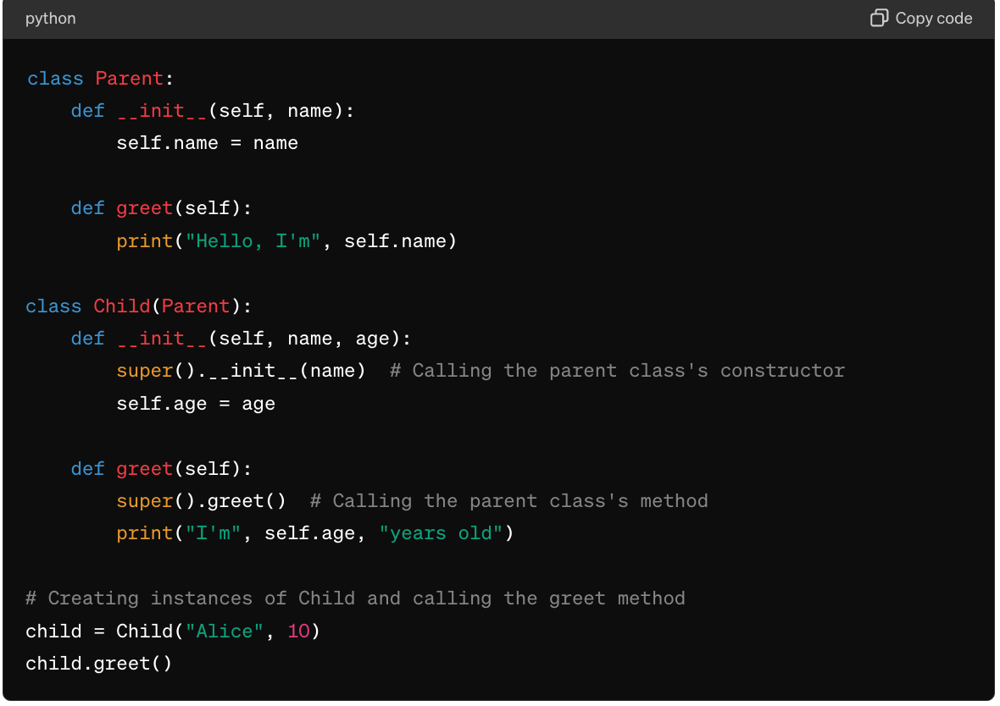 python
Copy code
class Parent:
    def __init__(self, name):
        self.name = name

    def greet(self):
        print("Hello, I'm", self.name)

class Child(Parent):
    def __init__(self, name, age):
        super().__init__(name)  # Calling the parent class's constructor
        self.age = age

    def greet(self):
        super().greet()  # Calling the parent class's method
        print("I'm", self.age, "years old")

# Creating instances of Child and calling the greet method
child = Child("Alice", 10)
child.greet()